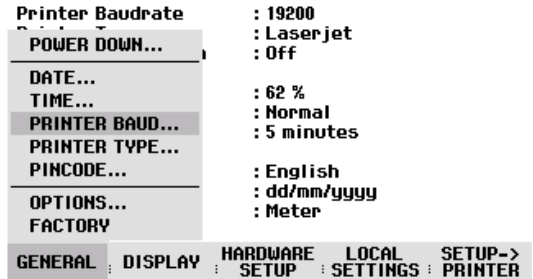 Printer Baudrate : 19200
: Laserjet
: Off
POWER DOWN...
DATE...
TIME...
PRINTER BAUD...
PRINTER TYPE...
PINCODE...
OPTIONS...
FACTORY
: 62 %
: Normal
: 5 minutes
: English
: dd/mm/yyyy
: Meter
GENERAL
DISPLAY
HARDWARE
SETUP
LOCAL
SETTINGS
SETUP->
PRINTER